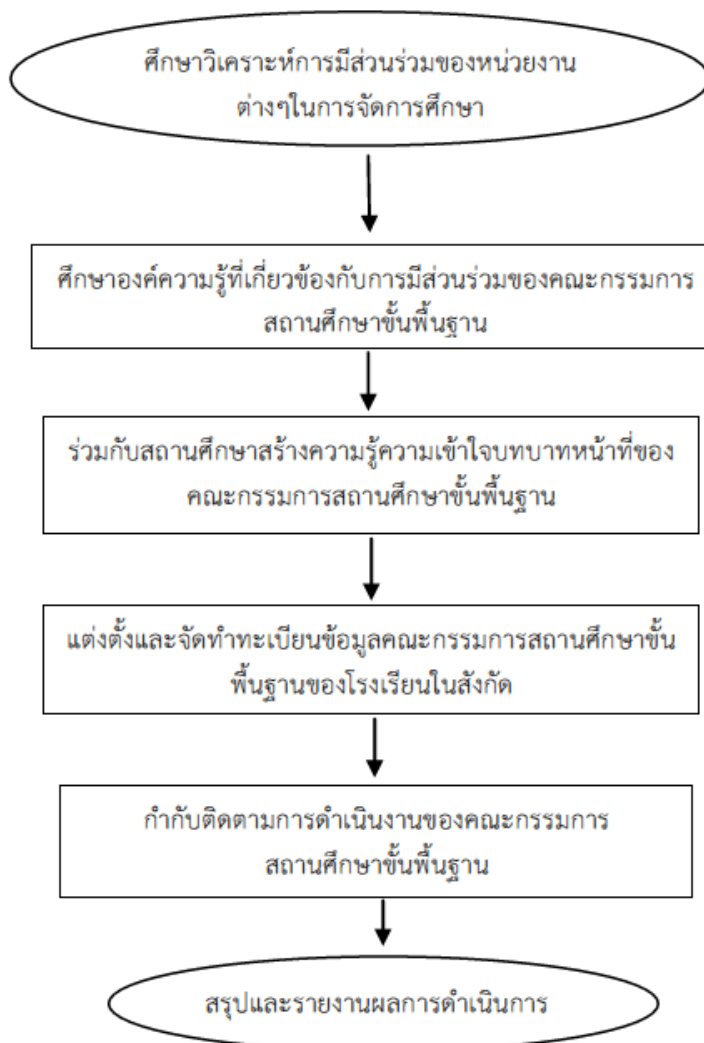 ศึกษาวิเคราะห์การมีส่วนร่วมของหน่วยงาน
ต่างๆในการจัดการศึกษา
ศึกษาองค์ความรู้ที่เกี่ยวข้องกับการมีส่วนร่วมของคณะกรรมการ
สถานศึกษาขั้นพื้นฐาน
ร่วมกับสถานศึกษาสร้างความรู้ความเข้าใจบทบาทหน้าที่ของ
คณะกรรมการสถานศึกษาขั้นพื้นฐาน
แต่งตั้งและจัดทำทะเบียนข้อมูลคณะกรรมการสถานศึกษาขั้น
พื้นฐานของโรงเรียนในสังกัด
กำกับติดตามการดำเนินงานของคณะกรรมการ
สถานศึกษาขั้นพื้นฐาน
สรุปและรายงานผลการดำเนินการ